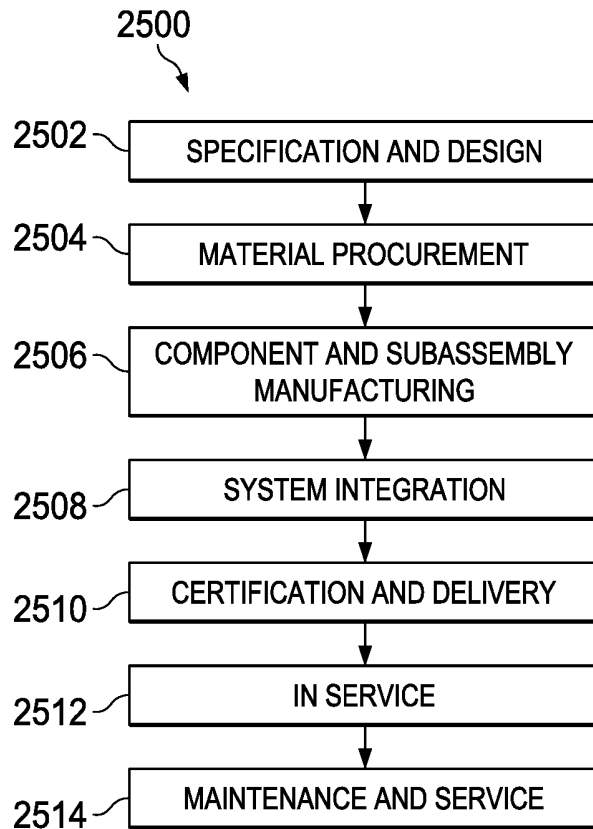 2500
2502
SPECIFICATION AND DESIGN
2504
MATERIAL PROCUREMENT
2506
COMPONENT AND SUBASSEMBLY
MANUFACTURING
2508
SYSTEM INTEGRATION
2510
CERTIFICATION AND DELIVERY
2512
IN SERVICE
2514
MAINTENANCE AND SERVICE